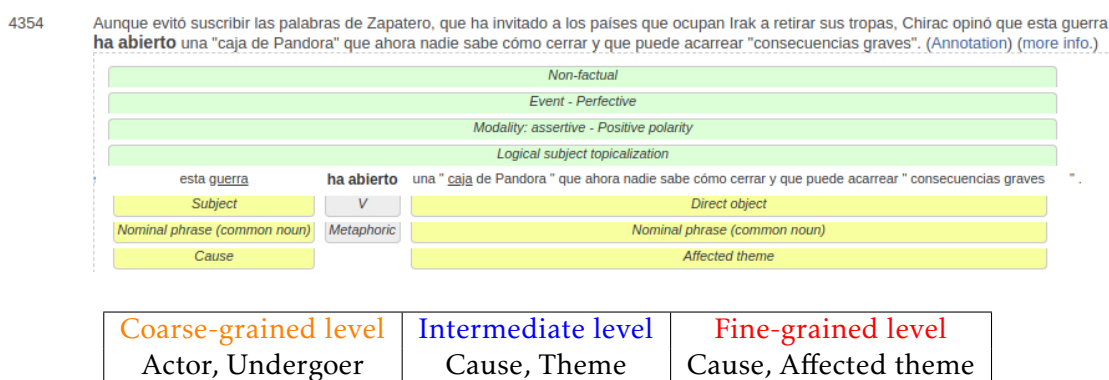 4354 Aunque evitó suscribir las palabras de Zapatero, que ha invitado a los países que ocupan Irak a retirar sus tropas, Chirac opinó que esta guerra
ha abierto una "caja de Pandora" que ahora nadie sabe cómo cerrar y que puede acarrear "consecuencias graves". (Annotation) (more info.)
Non-factual
Event - Perfective
Modality: assertive - Positive polarity
Logical subject topicalization
esta guerra ha abierto una " caja de Pandora " que ahora nadie sabe cómo cerrar y que puede acarrear " consecuencias graves " .
Subject V Direct object
Nominal phrase (common noun) Metaphoric Nominal phrase (common noun)
Cause Affected theme
Coarse-grained level Intermediate level Fine-grained level
Actor, Undergoer Cause, Theme Cause, Affected theme